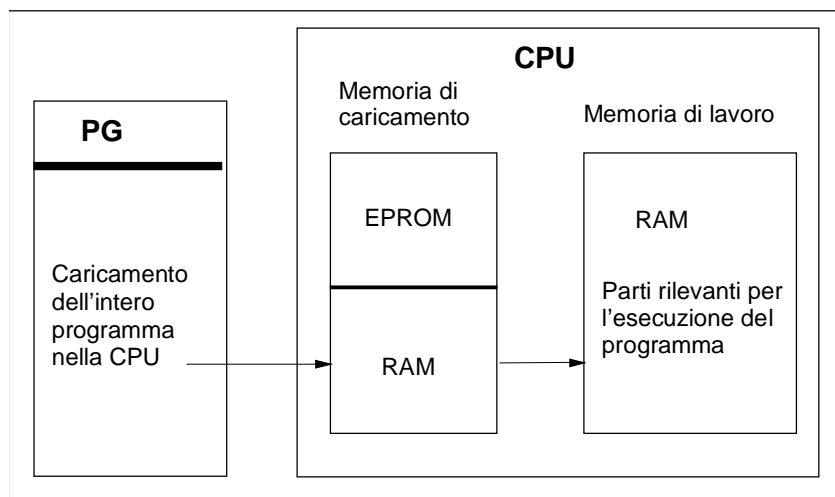 CPU
Memoria di
caricamento
Memoria di lavoro
PG
EPROM
RAM
Caricamento
dell'intero
programma
nella CPU
RAM
Parti rilevanti per
l'esecuzione del
programma